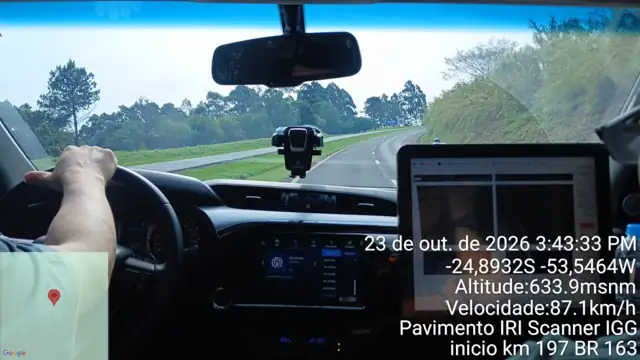 23 de out. de 2026 3:43:33 PM
-24,8932S -53,5464W
Altitude:633.9msnm
Velocidade:87.1km/h
Pavimento IRI Scanner IGG
inicio km 197 BR 163
Google